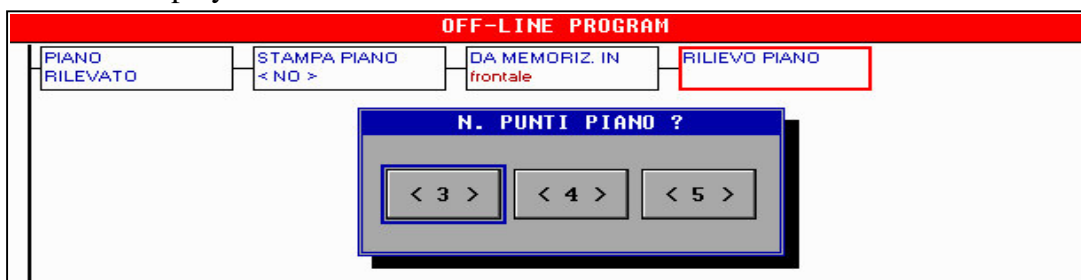 OFF-LINE PROGRAM
PIANO
RILEVATO
STAMPA PIANO
< NO >
DA MEMORIZ. IN
frontale
RILIEVO PIANO
N. PUNTI PIANO ?
< 3 > < 4 > < 5 >